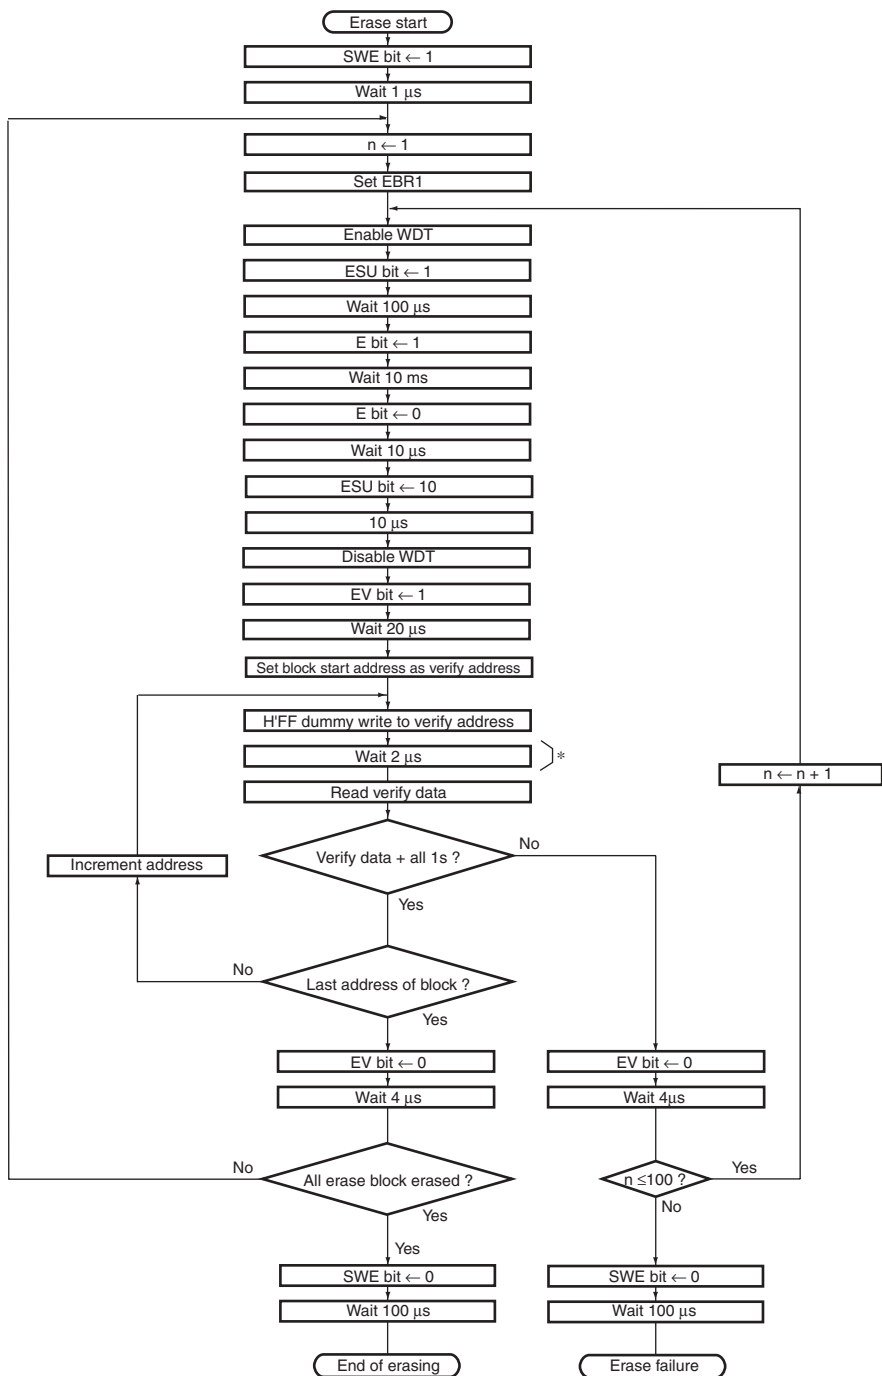 Erase start
SWE bit ← 1
Wait 1 μs
n ← 1
Set EBR1
Enable WDT
ESU bit ← 1
Wait 100 μs
E bit ← 1
Wait 10 ms
E bit ← 0
Wait 10 μs
ESU bit ← 10
10 μs
Disable WDT
EV bit ← 1
Wait 20 μs
Set block start address as verify address
H'FF dummy write to verify address
Wait 2 μs
*
n ← n + 1
Read verify data
Verify data + all 1s ?
No
Increment address
Yes
No
Last address of block ?
Yes
EV bit ← 0
EV bit ← 0
Wait 4 μs
Wait 4μs
No
All erase block erased ?
Yes
n ≤100 ?
Yes
No
Yes
SWE bit ← 0
SWE bit ← 0
Wait 100 μs
Wait 100 μs
End of erasing
Erase failure